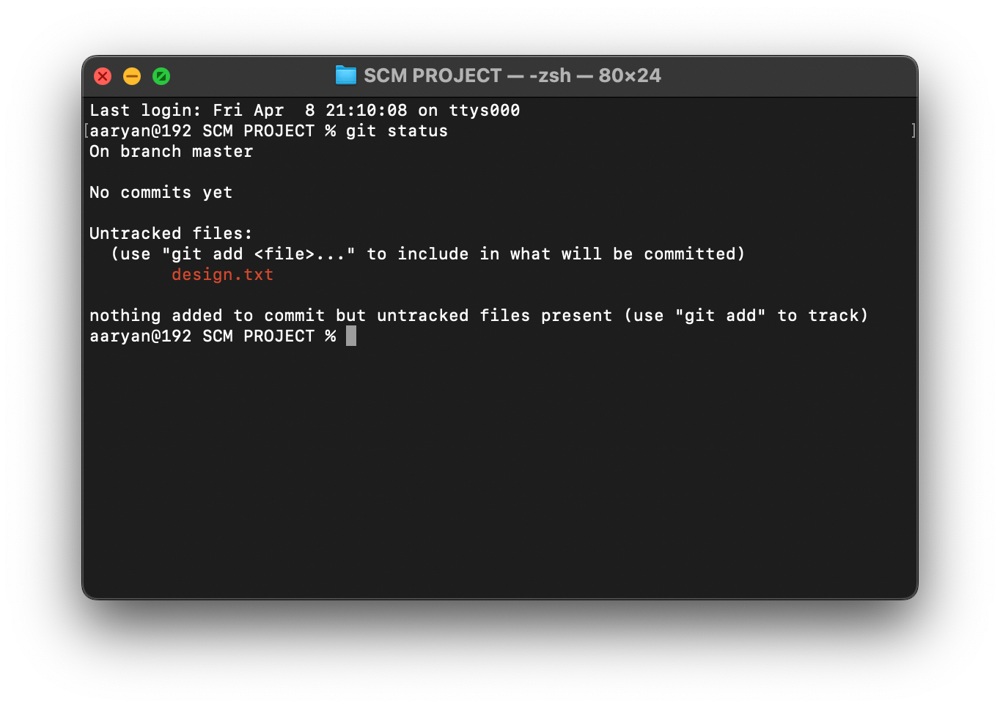 SCM PROJECT — -zsh — 80×24
Last login: Fri Apr  8 21:10:08 on ttys000
[aaryan@192 SCM PROJECT % git status ]
On branch master
No commits yet
Untracked files:
  (use "git add <file>..." to include in what will be committed)
        design.txt
nothing added to commit but untracked files present (use "git add" to track)
aaryan@192 SCM PROJECT %